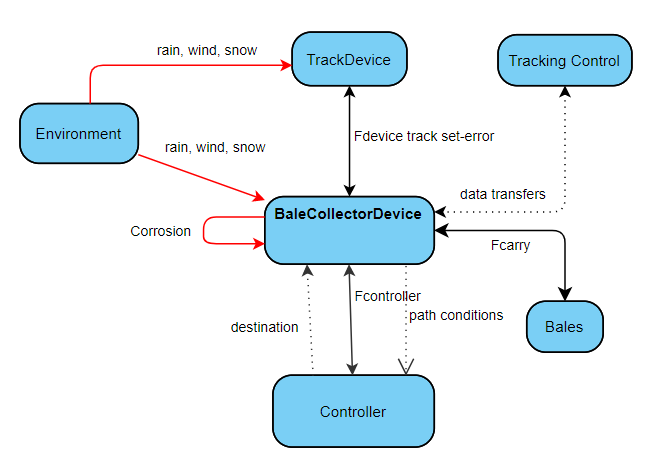 rain, wind, snow
TrackDevice
Tracking Control
Environment
Fdevice track set-error
rain, wind, snow
data transfers
BaleCollectorDevice
Corrosion
Fcarry
Fcontroller
path conditions
destination
Bales
Controller